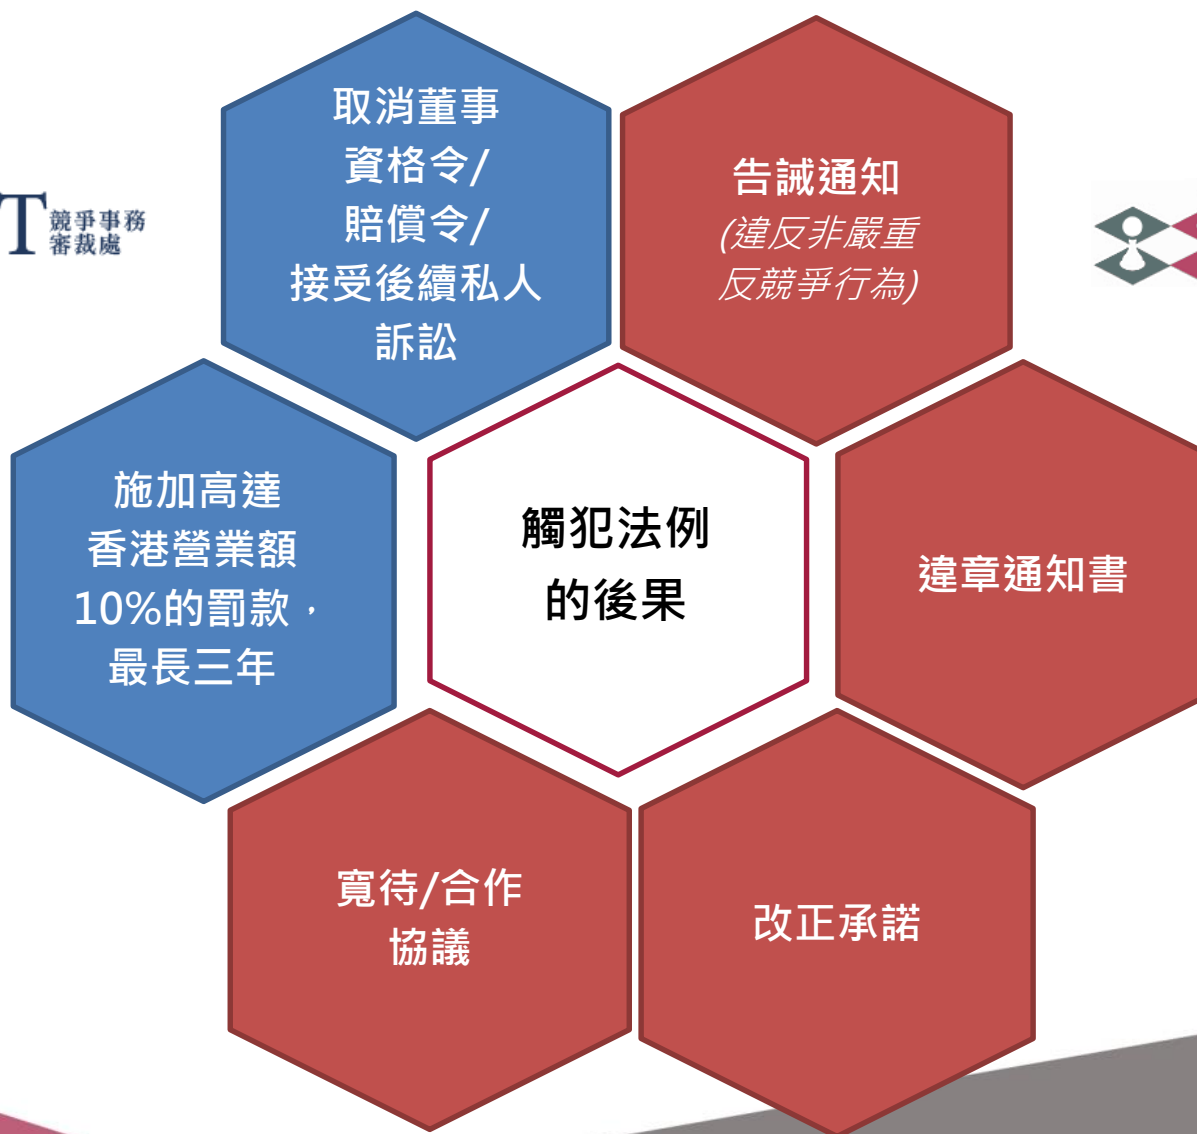 取消董事
資格令/
賠償令/
接受後續私人
訴訟
告誡通知
(違反非嚴重
反競爭行為)
T 競爭事務
審裁處
施加高達
香港營業額
10%的罰款，
最長三年
觸犯法例
的後果
違章通知書
寬待/合作
協議
改正承諾